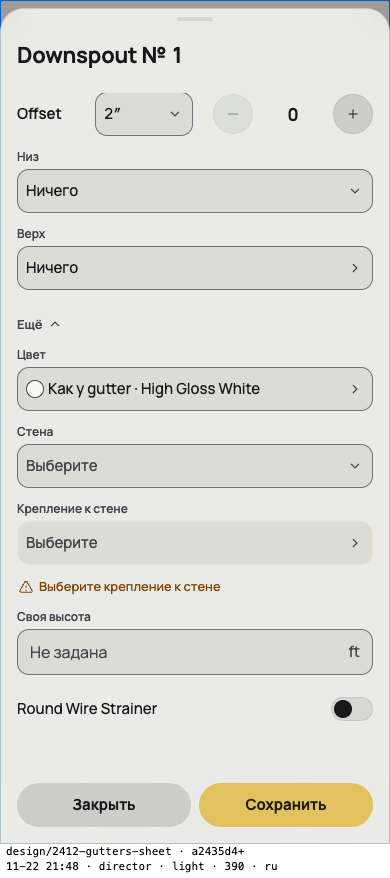 Downspout № 1
Offset 2″ − 0 +
Низ
Ничего
Верх
Ничего
Ещё
Цвет
Как у gutter · High Gloss White
Стена
Выберите
Крепление к стене
Выберите
Выберите крепление к стене
Своя высота
Не задана ft
Round Wire Strainer
Закрыть Сохранить
design/2412-gutters-sheet · a2435d4+
11-22 21:48 · director · light · 390 · ru